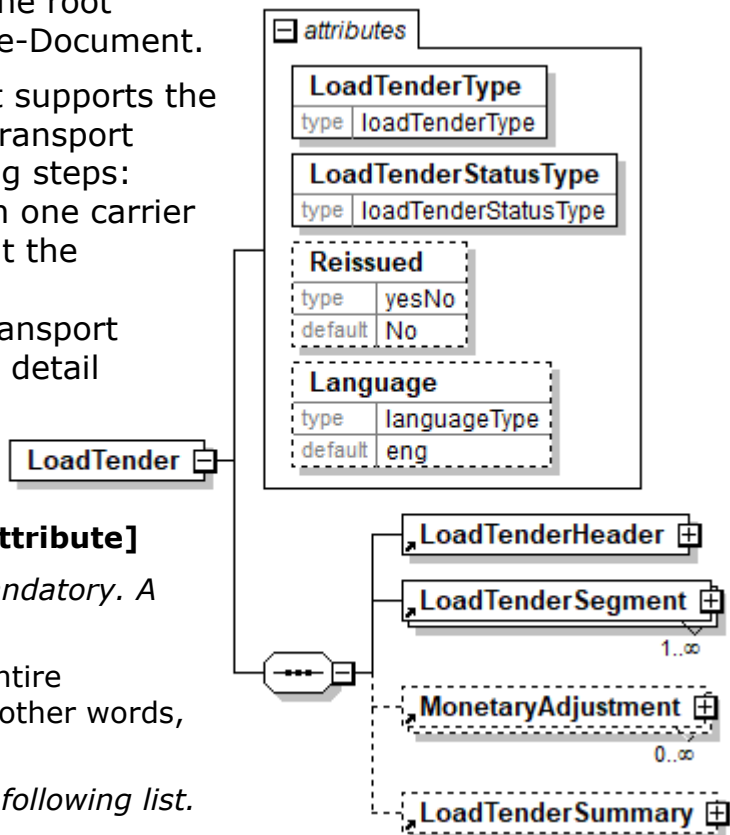 he root
e-Document.
t supports the
ransport
g steps:
n one carrier
t the
ansport
detail
ttribute]
ndatory. A
ntire
other words,
following list.
attributes
LoadTenderType
type loadTenderType
LoadTenderStatusType
type loadTenderStatusType
Reissued
type yesNo
default No
Language
type languageType
default eng
LoadTender
LoadTenderHeader
LoadTenderSegment
1..∞
MonetaryAdjustment
0..∞
LoadTenderSummary